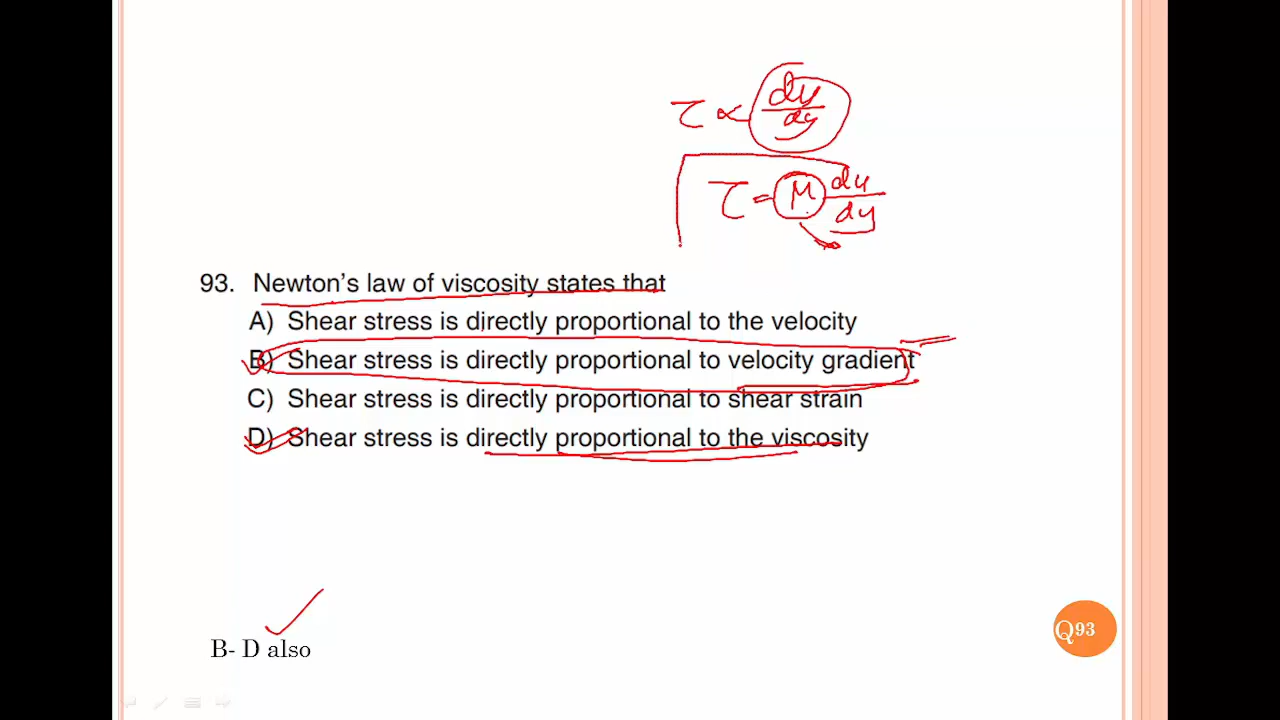 τ ∝ du/dy
τ = μ du/dy
93. Newton's law of viscosity states that
A) Shear stress is directly proportional to the velocity
B) Shear stress is directly proportional to velocity gradient
C) Shear stress is directly proportional to shear strain
D) Shear stress is directly proportional to the viscosity
B- D also
Q93